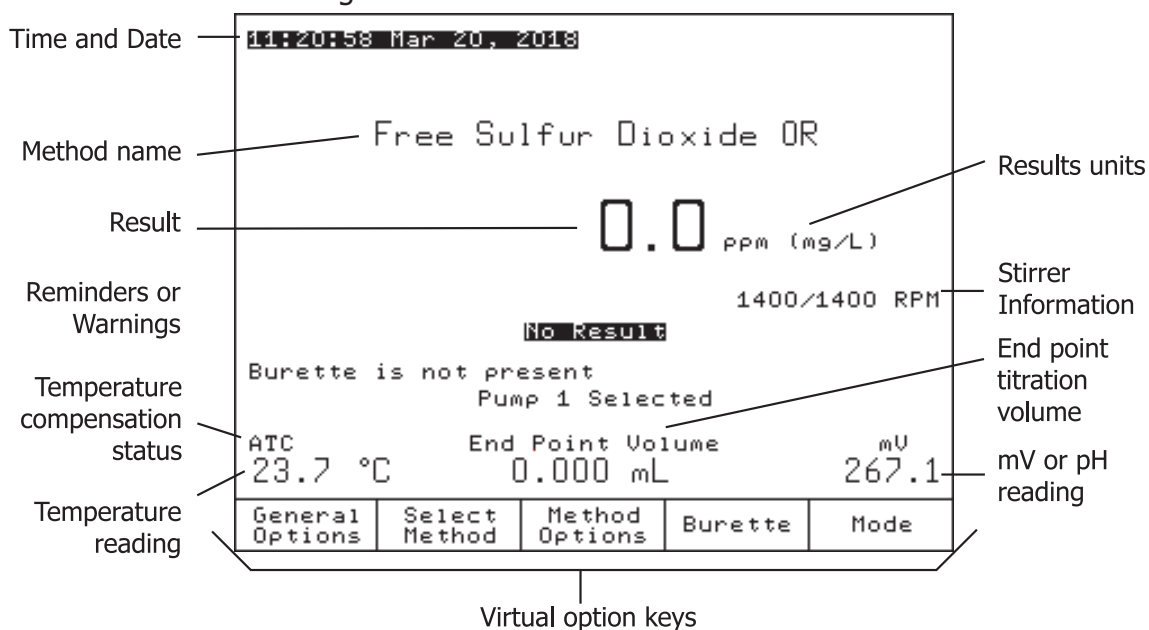 Time and Date
11:20:58 Mar 20, 2018
Method name
Free Sulfur Dioxide OR
Results units
Result
0.0 ppm (mg/L)
Stirrer
Information
1400/1400 RPM
Reminders or
Warnings
No Result
End point
titration
volume
Burette is not present
Pump 1 Selected
Temperature
compensation
status
ATC
End Point Volume
mV
23.7 °C
0.000 mL
267.1
mV or pH
reading
Temperature
reading
General
Options
Select
Method
Method
Options
Burette
Mode
Virtual option keys